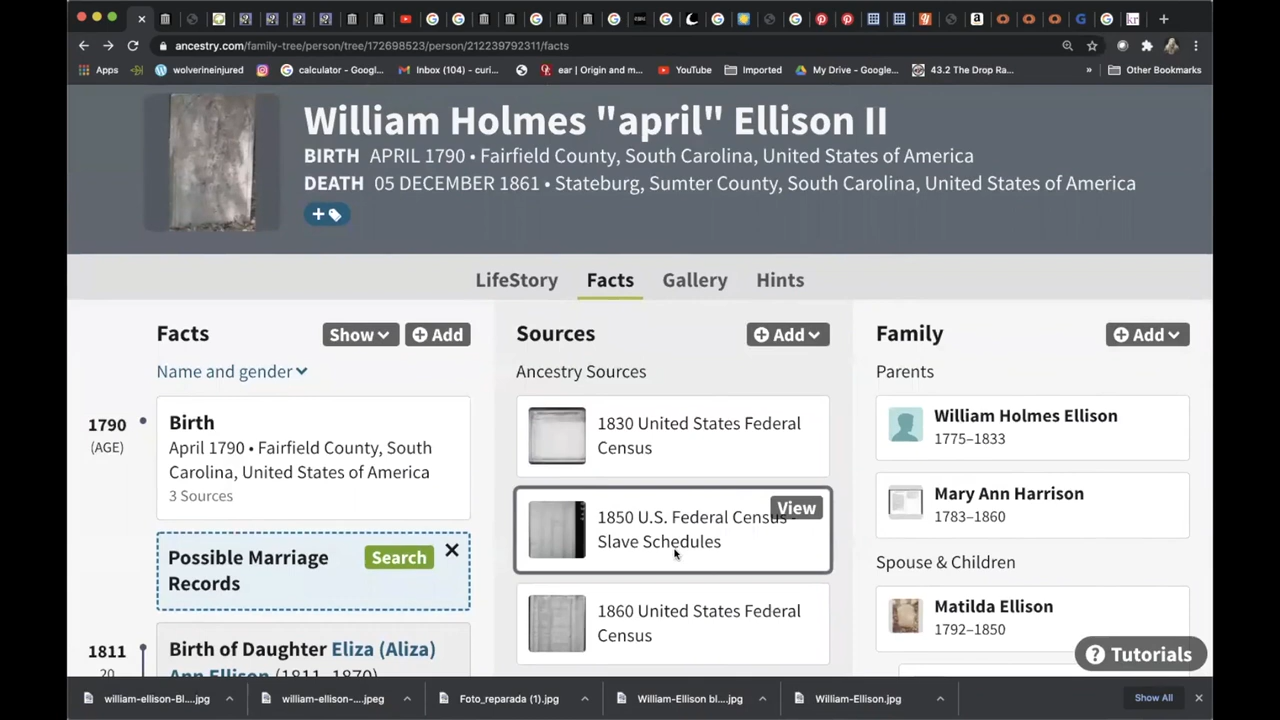 ancestry.com/family-tree/person/tree/172698523/person/212239792311/facts
Apps
wolverineinjured
calculator - Googl...
Inbox (104) - curi...
ear | Origin and m...
YouTube
Imported
My Drive - Google...
43.2 The Drop Ra...
»
Other Bookmarks
William Holmes "april" Ellison II
BIRTH APRIL 1790 • Fairfield County, South Carolina, United States of America
DEATH 05 DECEMBER 1861 • Stateburg, Sumter County, South Carolina, United States of America
LifeStory
Facts
Gallery
Hints
Facts
Show
Add
Name and gender
1790
(AGE)
Birth
April 1790 • Fairfield County, South
Carolina, United States of America
3 Sources
Possible Marriage
Records
Search
1811
20
Birth of Daughter Eliza (Aliza)
Ann Ellison (1811–1870)
Sources
Add
Ancestry Sources
1830 United States Federal
Census
1850 U.S. Federal Census -
Slave Schedules
View
1860 United States Federal
Census
Family
Add
Parents
William Holmes Ellison
1775–1833
Mary Ann Harrison
1783–1860
Spouse & Children
Matilda Ellison
1792–1850
? Tutorials
william-ellison-Bl....jpg
william-ellison-....jpeg
Foto_reparada (1).jpg
William-Ellison bl....jpg
William-Ellison.jpg
Show All